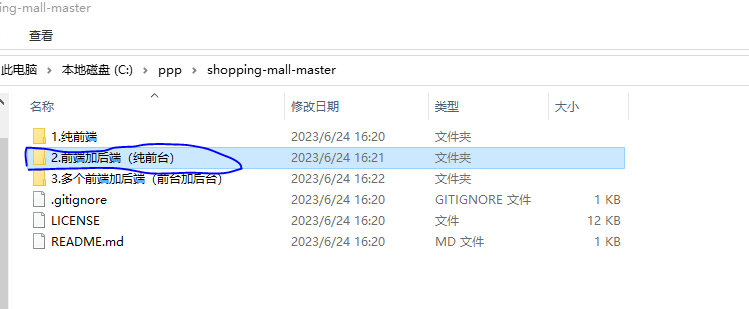 ng-mall-master
查看
此电脑 › 本地磁盘 (C:) › ppp › shopping-mall-master
名称 修改日期 类型 大小
1.纯前端 2023/6/24 16:20 文件夹
2.前端加后端（纯前台） 2023/6/24 16:21 文件夹
3.多个前端加后端（前台加后台） 2023/6/24 16:22 文件夹
.gitignore 2023/6/24 16:20 GITIGNORE 文件 1 KB
LICENSE 2023/6/24 16:20 文件 12 KB
README.md 2023/6/24 16:20 MD 文件 1 KB